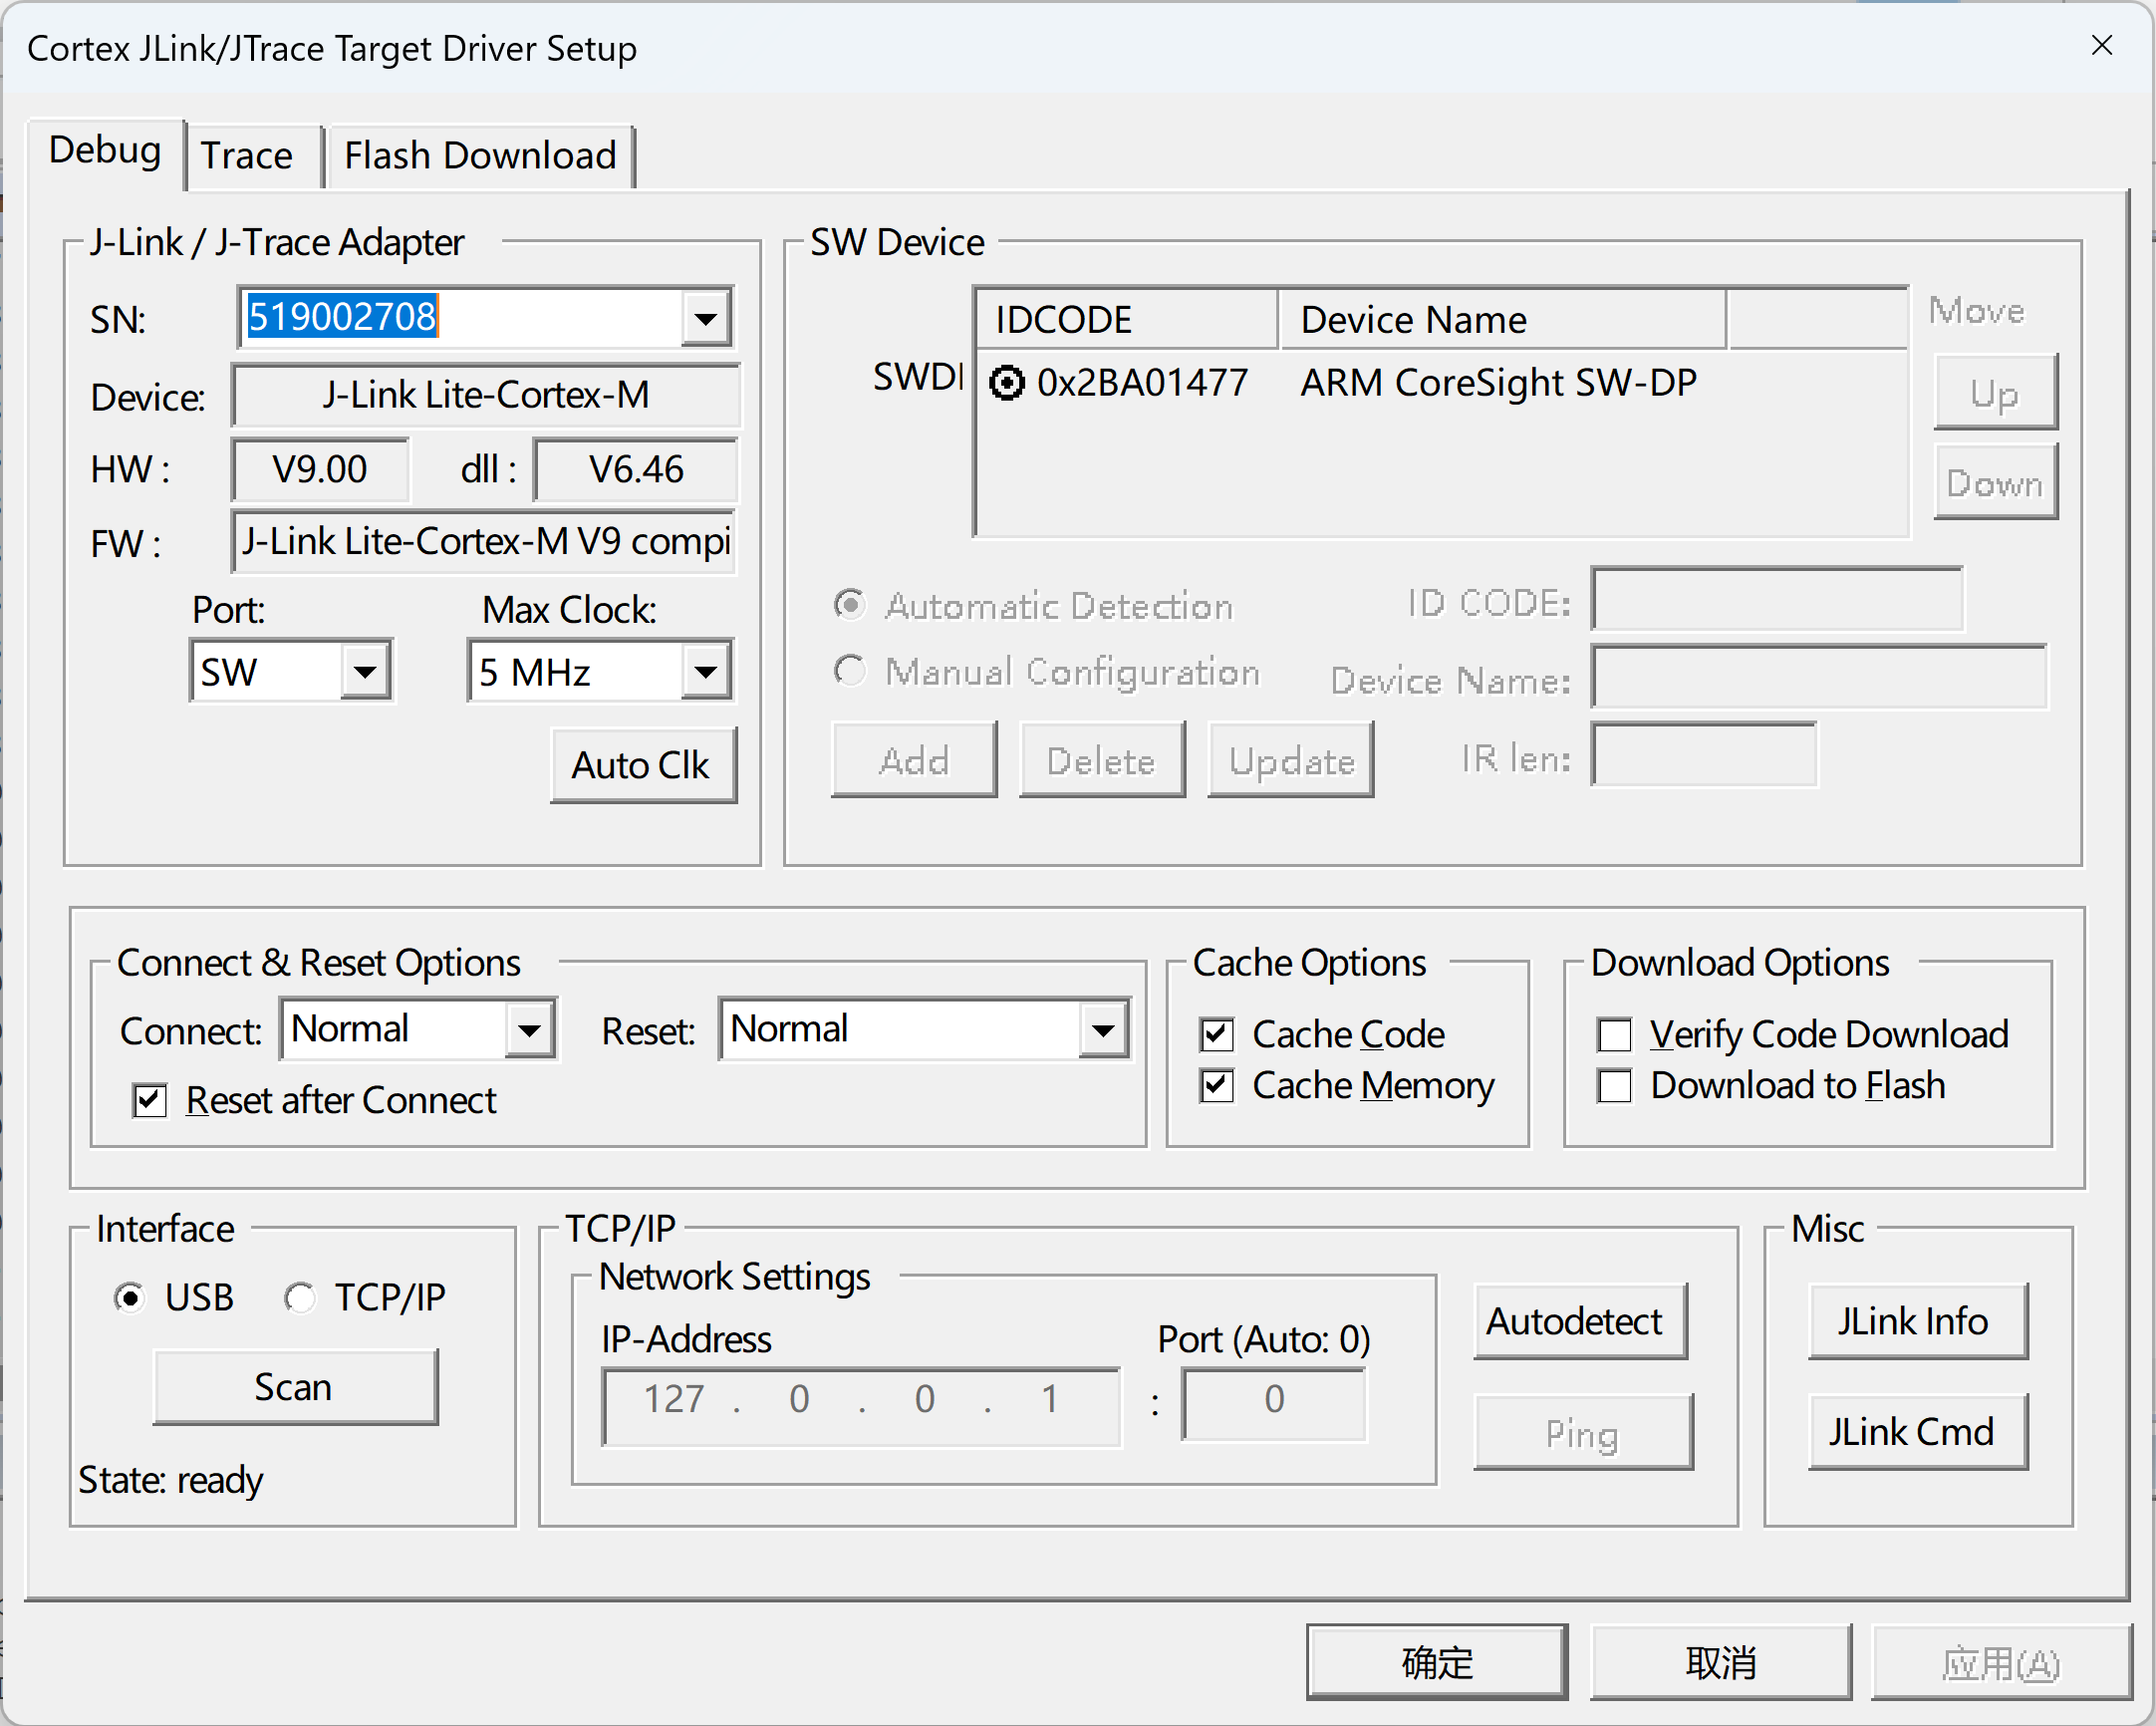 Cortex JLink/JTrace Target Driver Setup
Debug Trace Flash Download
J-Link / J-Trace Adapter
SN: 519002708
Device: J-Link Lite-Cortex-M
HW : V9.00 dll : V6.46
FW : J-Link Lite-Cortex-M V9 compi
Port: Max Clock:
SW 5 MHz
Auto Clk
SW Device
IDCODE Device Name
SWDI 0x2BA01477 ARM CoreSight SW-DP
Move
Up
Down
Automatic Detection ID CODE:
Manual Configuration Device Name:
Add Delete Update IR len:
Connect & Reset Options
Connect: Normal Reset: Normal
Reset after Connect
Cache Options
Cache Code
Cache Memory
Download Options
Verify Code Download
Download to Flash
Interface
USB TCP/IP
Scan
State: ready
TCP/IP
Network Settings
IP-Address Port (Auto: 0)
127 . 0 . 0 . 1 : 0
Autodetect
Ping
Misc
JLink Info
JLink Cmd
确定 取消 应用(A)